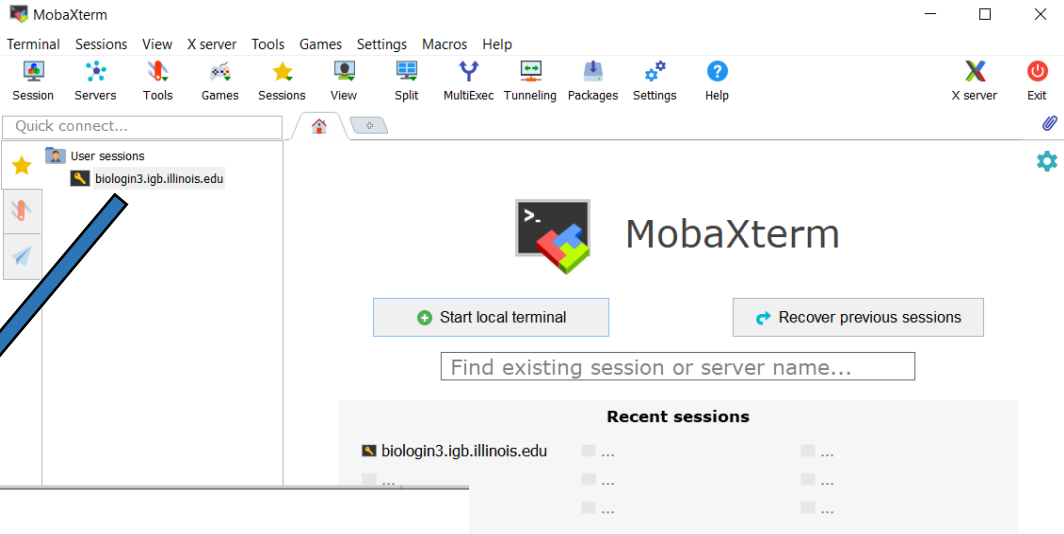 MobaXterm
Terminal Sessions View X server Tools Games Settings Macros Help
Session Servers Tools Games Sessions View Split MultiExec Tunneling Packages Settings Help X server Exit
Quick connect...
User sessions
biologin3.igb.illinois.edu
>_
MobaXterm
Start local terminal Recover previous sessions
Find existing session or server name...
Recent sessions
biologin3.igb.illinois.edu ... ...
... ... ...
... ...